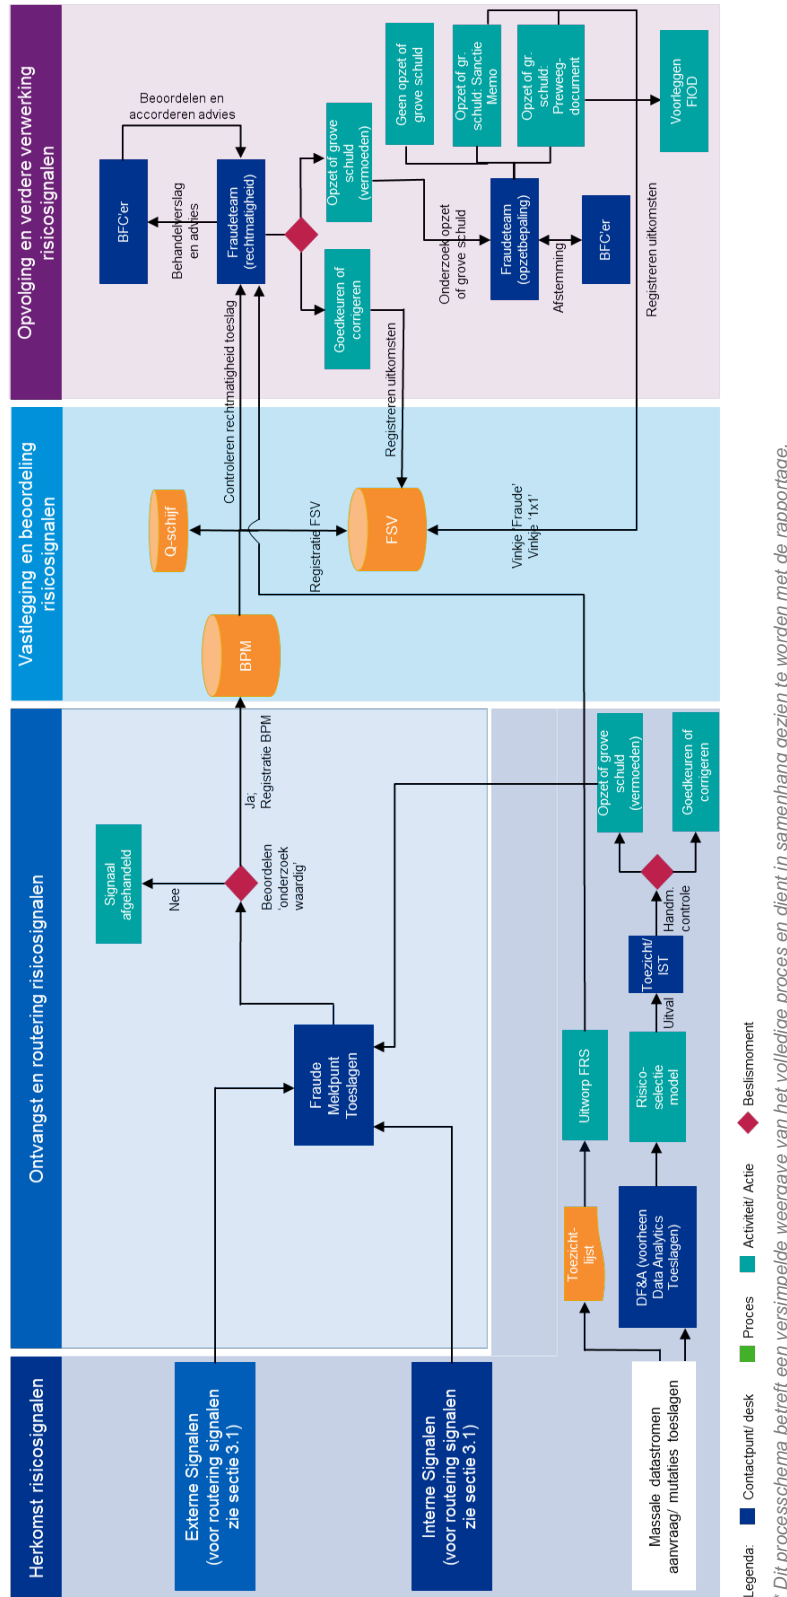 Herkomst risicosignalen
Externe Signalen
(voor routering signalen
zie sectie 3.1)
Interne Signalen
(voor routering signalen
zie sectie 3.1)
Massale datastromen
aanvraag/ mutaties toeslagen
Ontvangst en routering risicosignalen
Signaal
afgehandeld
Nee
Ja;
Registratie BPM
Beoordelen
'onderzoek
waardig'
Fraude
Meldpunt
Toeslagen
Toezicht-
lijst
Uitworp FRS
DF&A (voorheen
Data Analytics
Toeslagen)
Risico-
selectie
model
Uitval
Toezicht/
IST
Handm.
controle
Opzet of grove
schuld
(vermoeden)
Goedkeuren of
corrigeren
Vastlegging en beoordeling
risicosignalen
Q-schijf
BPM
Controleren rechtmatigheid toeslag
Registratie FSV
FSV
Registreren uitkomsten
Vinkje 'Fraude'
Vinkje '1x1'
Opvolging en verdere verwerking
risicosignalen
Beoordelen en
accorderen advies
BFC'er
Behandelverslag
en advies
Fraudeteam
(rechtmatigheid)
Opzet of grove
schuld
(vermoeden)
Goedkeuren of
corrigeren
Geen opzet of
grove schuld
Opzet of gr.
schuld: Sanctie
Memo
Opzet of gr.
schuld:
Preweeg-
document
Onderzoek opzet
of grove schuld
Fraudeteam
(opzetbepaling)
Afstemming
BFC'er
Registreren uitkomsten
Voorleggen
FIOD
Legenda:
Contactpunt/ desk
Proces
Activiteit/ Actie
Beslismoment
* Dit processchema betreft een versimpelde weergave van het volledige proces en dient in samenhang gezien te worden met de rapportage.